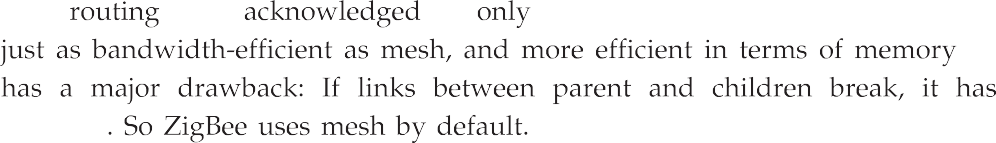 routing acknowledged only
just as bandwidth-efficient as mesh, and more efficient in terms of memory
has a major drawback: If links between parent and children break, it has
. So ZigBee uses mesh by default.